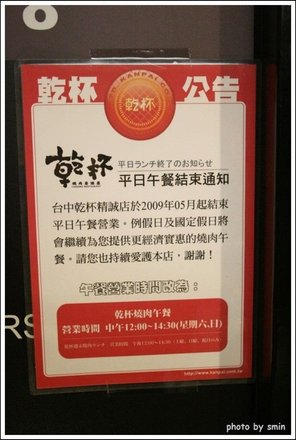 8
乾杯 公告
KANPAI CO
乾杯
乾杯
平日ランチ終了のお知らせ
平日午餐結束通知
台中乾杯精誠店於2009年05月起結束
平日午餐營業。例假日及國定假日將
會繼續為您提供更經濟實惠的燒肉午
餐。請您也持續愛護本店，謝謝！
午餐營業時間改為：
乾杯燒肉午餐
營業時間 中午12:00~14:30(星期六.日)
http://www.kanpai.com.tw
RS
photo by smin